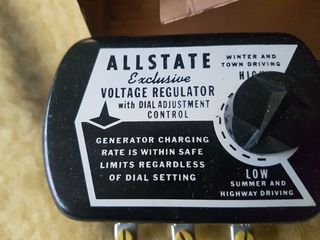 ALLSTATE
Exclusive
VOLTAGE REGULATOR
with DIAL ADJUSTMENT
CONTROL
GENERATOR CHARGING
RATE IS WITHIN SAFE
LIMITS REGARDLESS
OF DIAL SETTING
WINTER AND
TOWN DRIVING
HIGH
LOW
SUMMER AND
HIGHWAY DRIVING